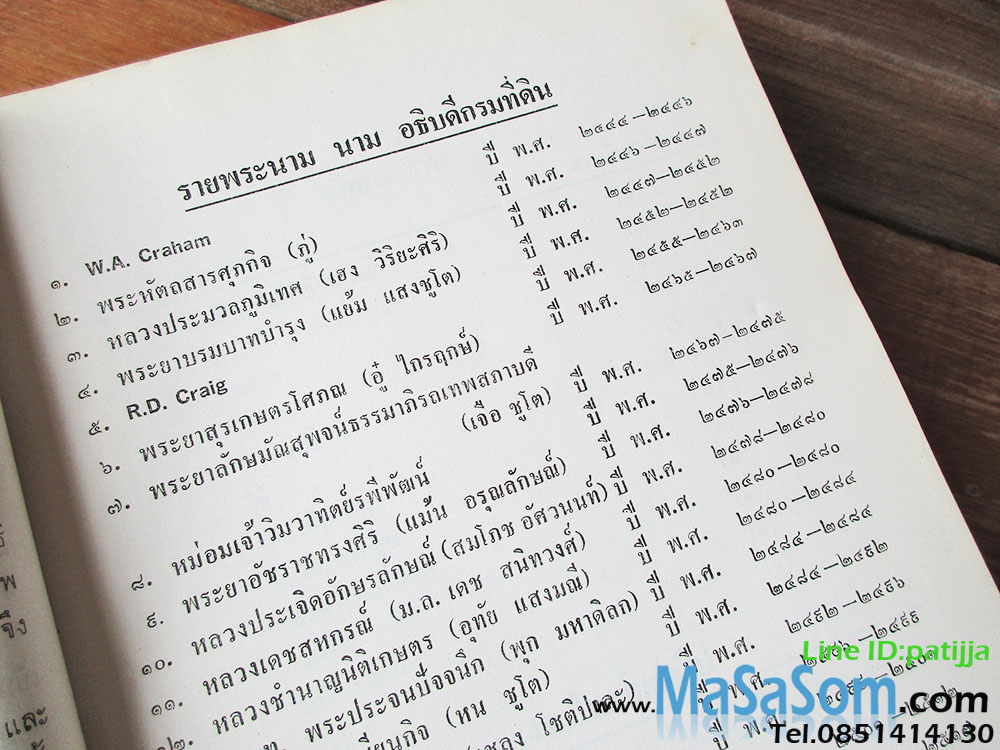 รายพระนาม นาม อธิบดีกรมที่ดิน
๑. W.A. Craham ปี พ.ศ. ๒๔๔๔—๒๔๔๖
๒. พระหัตถสารศุภกิจ (ภู่) ปี พ.ศ. ๒๔๔๖—๒๔๔๗
๓. หลวงประมวลภูมิเทศ (เฮง วิริยะศิริ) ปี พ.ศ. ๒๔๔๗—๒๔๕๒
๔. พระยาบรมบาทบำรุง (แย้ม แสงชูโต) ปี พ.ศ. ๒๔๕๒—๒๔๕๒
๕. R.D. Craig ปี พ.ศ. ๒๔๕๕—๒๔๖๓
๖. พระยาสุรเกษตรโศภณ (อู๋ ไกรฤกษ์) ปี พ.ศ. ๒๔๖๕—๒๔๖๗
๗. พระยาลักษมัณสุพจน์ธรรมาภิรถเทพสภาบดี
(เจือ ชูโต) ปี พ.ศ. ๒๔๖๗—๒๔๗๕
๘. หม่อมเจ้าวิมวาทิตย์รพีพัฒน์ ปี พ.ศ. ๒๔๗๕—๒๔๗๖
๙. พระยาอัชราชทรงศิริ (แม้น อรุณลักษณ์) ปี พ.ศ. ๒๔๗๖—๒๔๗๘
๑๐. หลวงประเจิดอักษรลักษณ์ (สมโภช อัศวนนท์) ปี พ.ศ. ๒๔๗๘—๒๔๘๐
๑๑. หลวงเดชสหกรณ์ (ม.ล. เดช สนิทวงศ์) ปี พ.ศ. ๒๔๘๐—๒๔๘๐
๑๒. หลวงชำนาญนิติเกษตร (อุทัย แสงมณี) ปี พ.ศ. ๒๔๘๐—๒๔๘๔
พระประจนปัจจนึก (พุก มหาดิลก) ปี พ.ศ. ๒๔๘๔—๒๔๘๔
(หน ชูโต) ปี พ.ศ. ๒๔๘๔—๒๔๙๒
โชติปาละ) ปี พ.ศ. ๒๔๙๒—๒๔๙๖
จึง
และ
Line ID:patijja
www.MaSaSom.com
Tel.0851414130